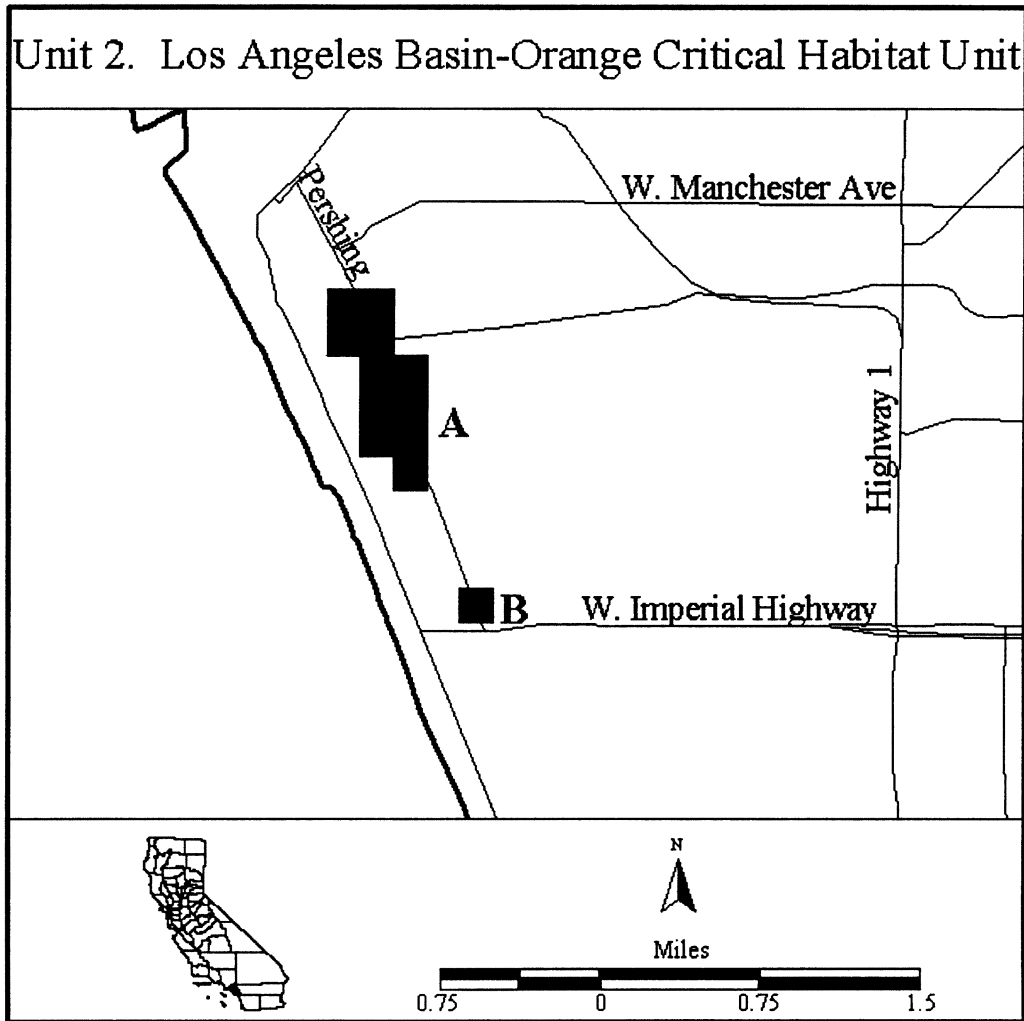 Unit 2. Los Angeles Basin-Orange Critical Habitat Unit
W. Manchester Ave
Pershing
Highway 1
A
B
W. Imperial Highway
N
Miles
0.75 0 0.75 1.5